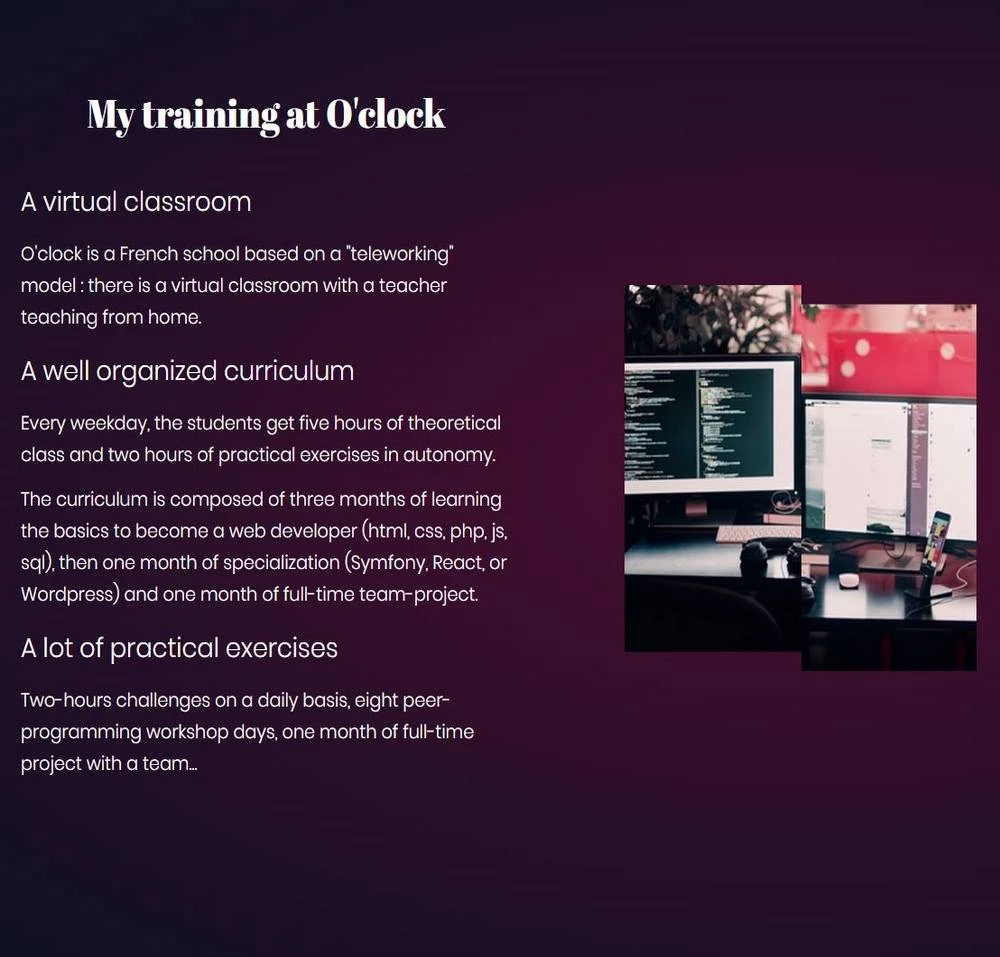 My training at O'clock
A virtual classroom
O'clock is a French school based on a "teleworking"
model : there is a virtual classroom with a teacher
teaching from home.
A well organized curriculum
Every weekday, the students get five hours of theoretical
class and two hours of practical exercises in autonomy.
The curriculum is composed of three months of learning
the basics to become a web developer (html, css, php, js,
sql), then one month of specialization (Symfony, React, or
Wordpress) and one month of full-time team-project.
A lot of practical exercises
Two-hours challenges on a daily basis, eight peer-
programming workshop days, one month of full-time
project with a team...